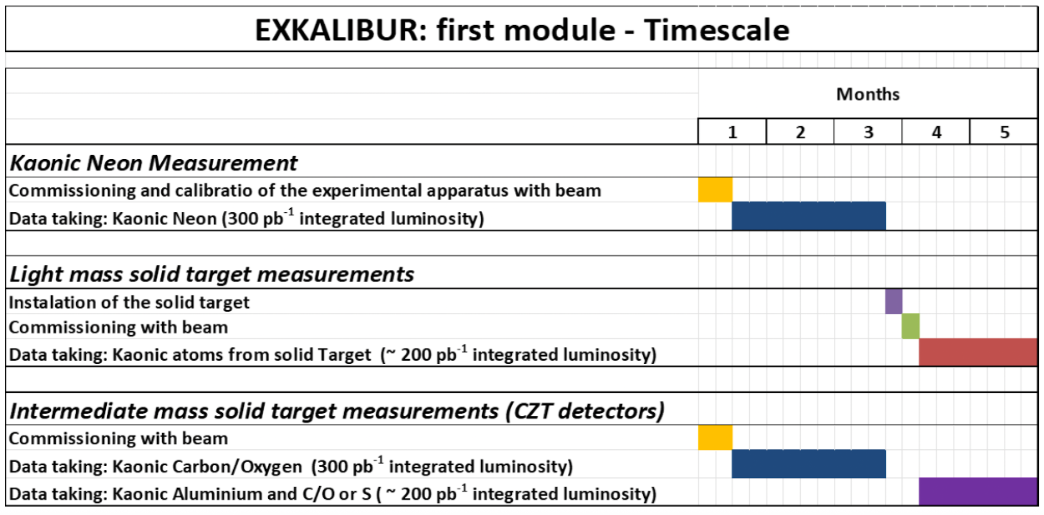 EXKALIBUR: first module - Timescale
Months
1 2 3 4 5
Kaonic Neon Measurement
Commissioning and calibratio of the experimental apparatus with beam
Data taking: Kaonic Neon (300 pb⁻¹ integrated luminosity)
Light mass solid target measurements
Instalation of the solid target
Commissioning with beam
Data taking: Kaonic atoms from solid Target (~ 200 pb⁻¹ integrated luminosity)
Intermediate mass solid target measurements (CZT detectors)
Commissioning with beam
Data taking: Kaonic Carbon/Oxygen (300 pb⁻¹ integrated luminosity)
Data taking: Kaonic Aluminium and C/O or S ( ~ 200 pb⁻¹ integrated luminosity)